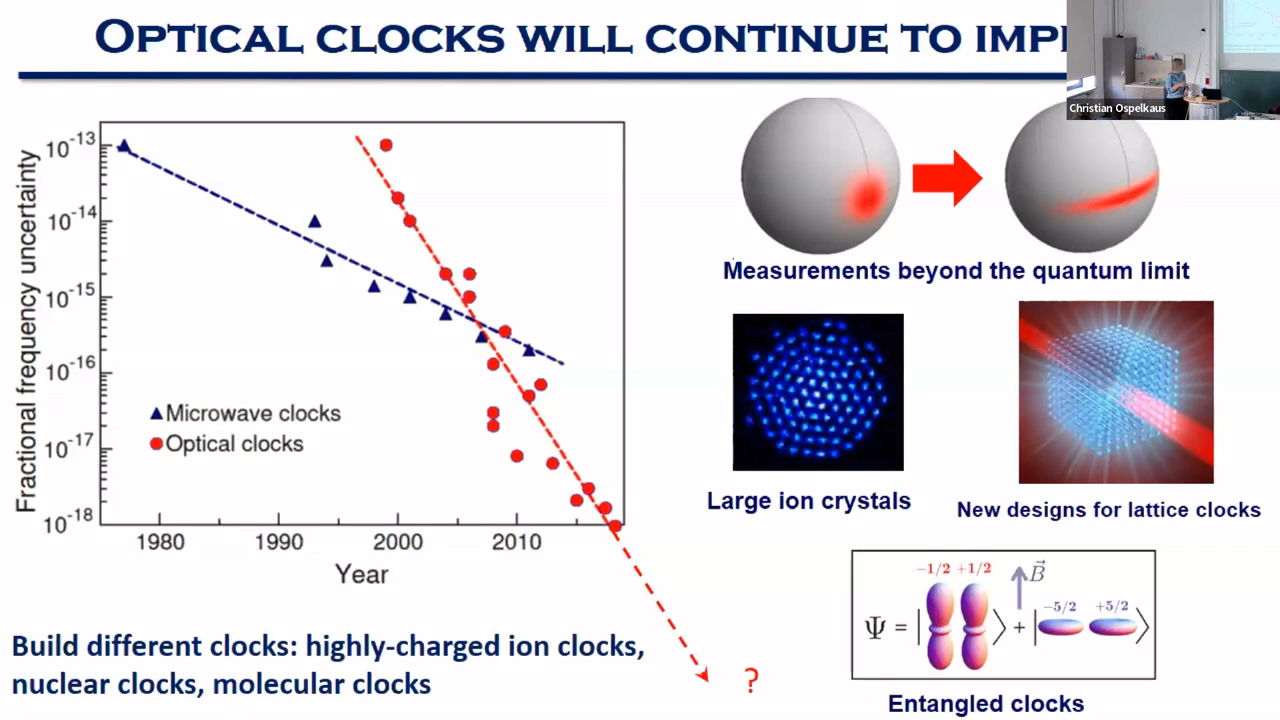 OPTICAL CLOCKS WILL CONTINUE TO IMP
Christian Ospelkaus
Fractional frequency uncertainty
10-13
10-14
10-15
10-16
10-17
10-18
Microwave clocks
Optical clocks
1980
1990
2000
2010
Year
Measurements beyond the quantum limit
Large ion crystals
New designs for lattice clocks
−1/2 +1/2
B
−5/2 +5/2
Ψ = | ⟩ + | ⟩
Entangled clocks
Build different clocks: highly-charged ion clocks,
nuclear clocks, molecular clocks
?